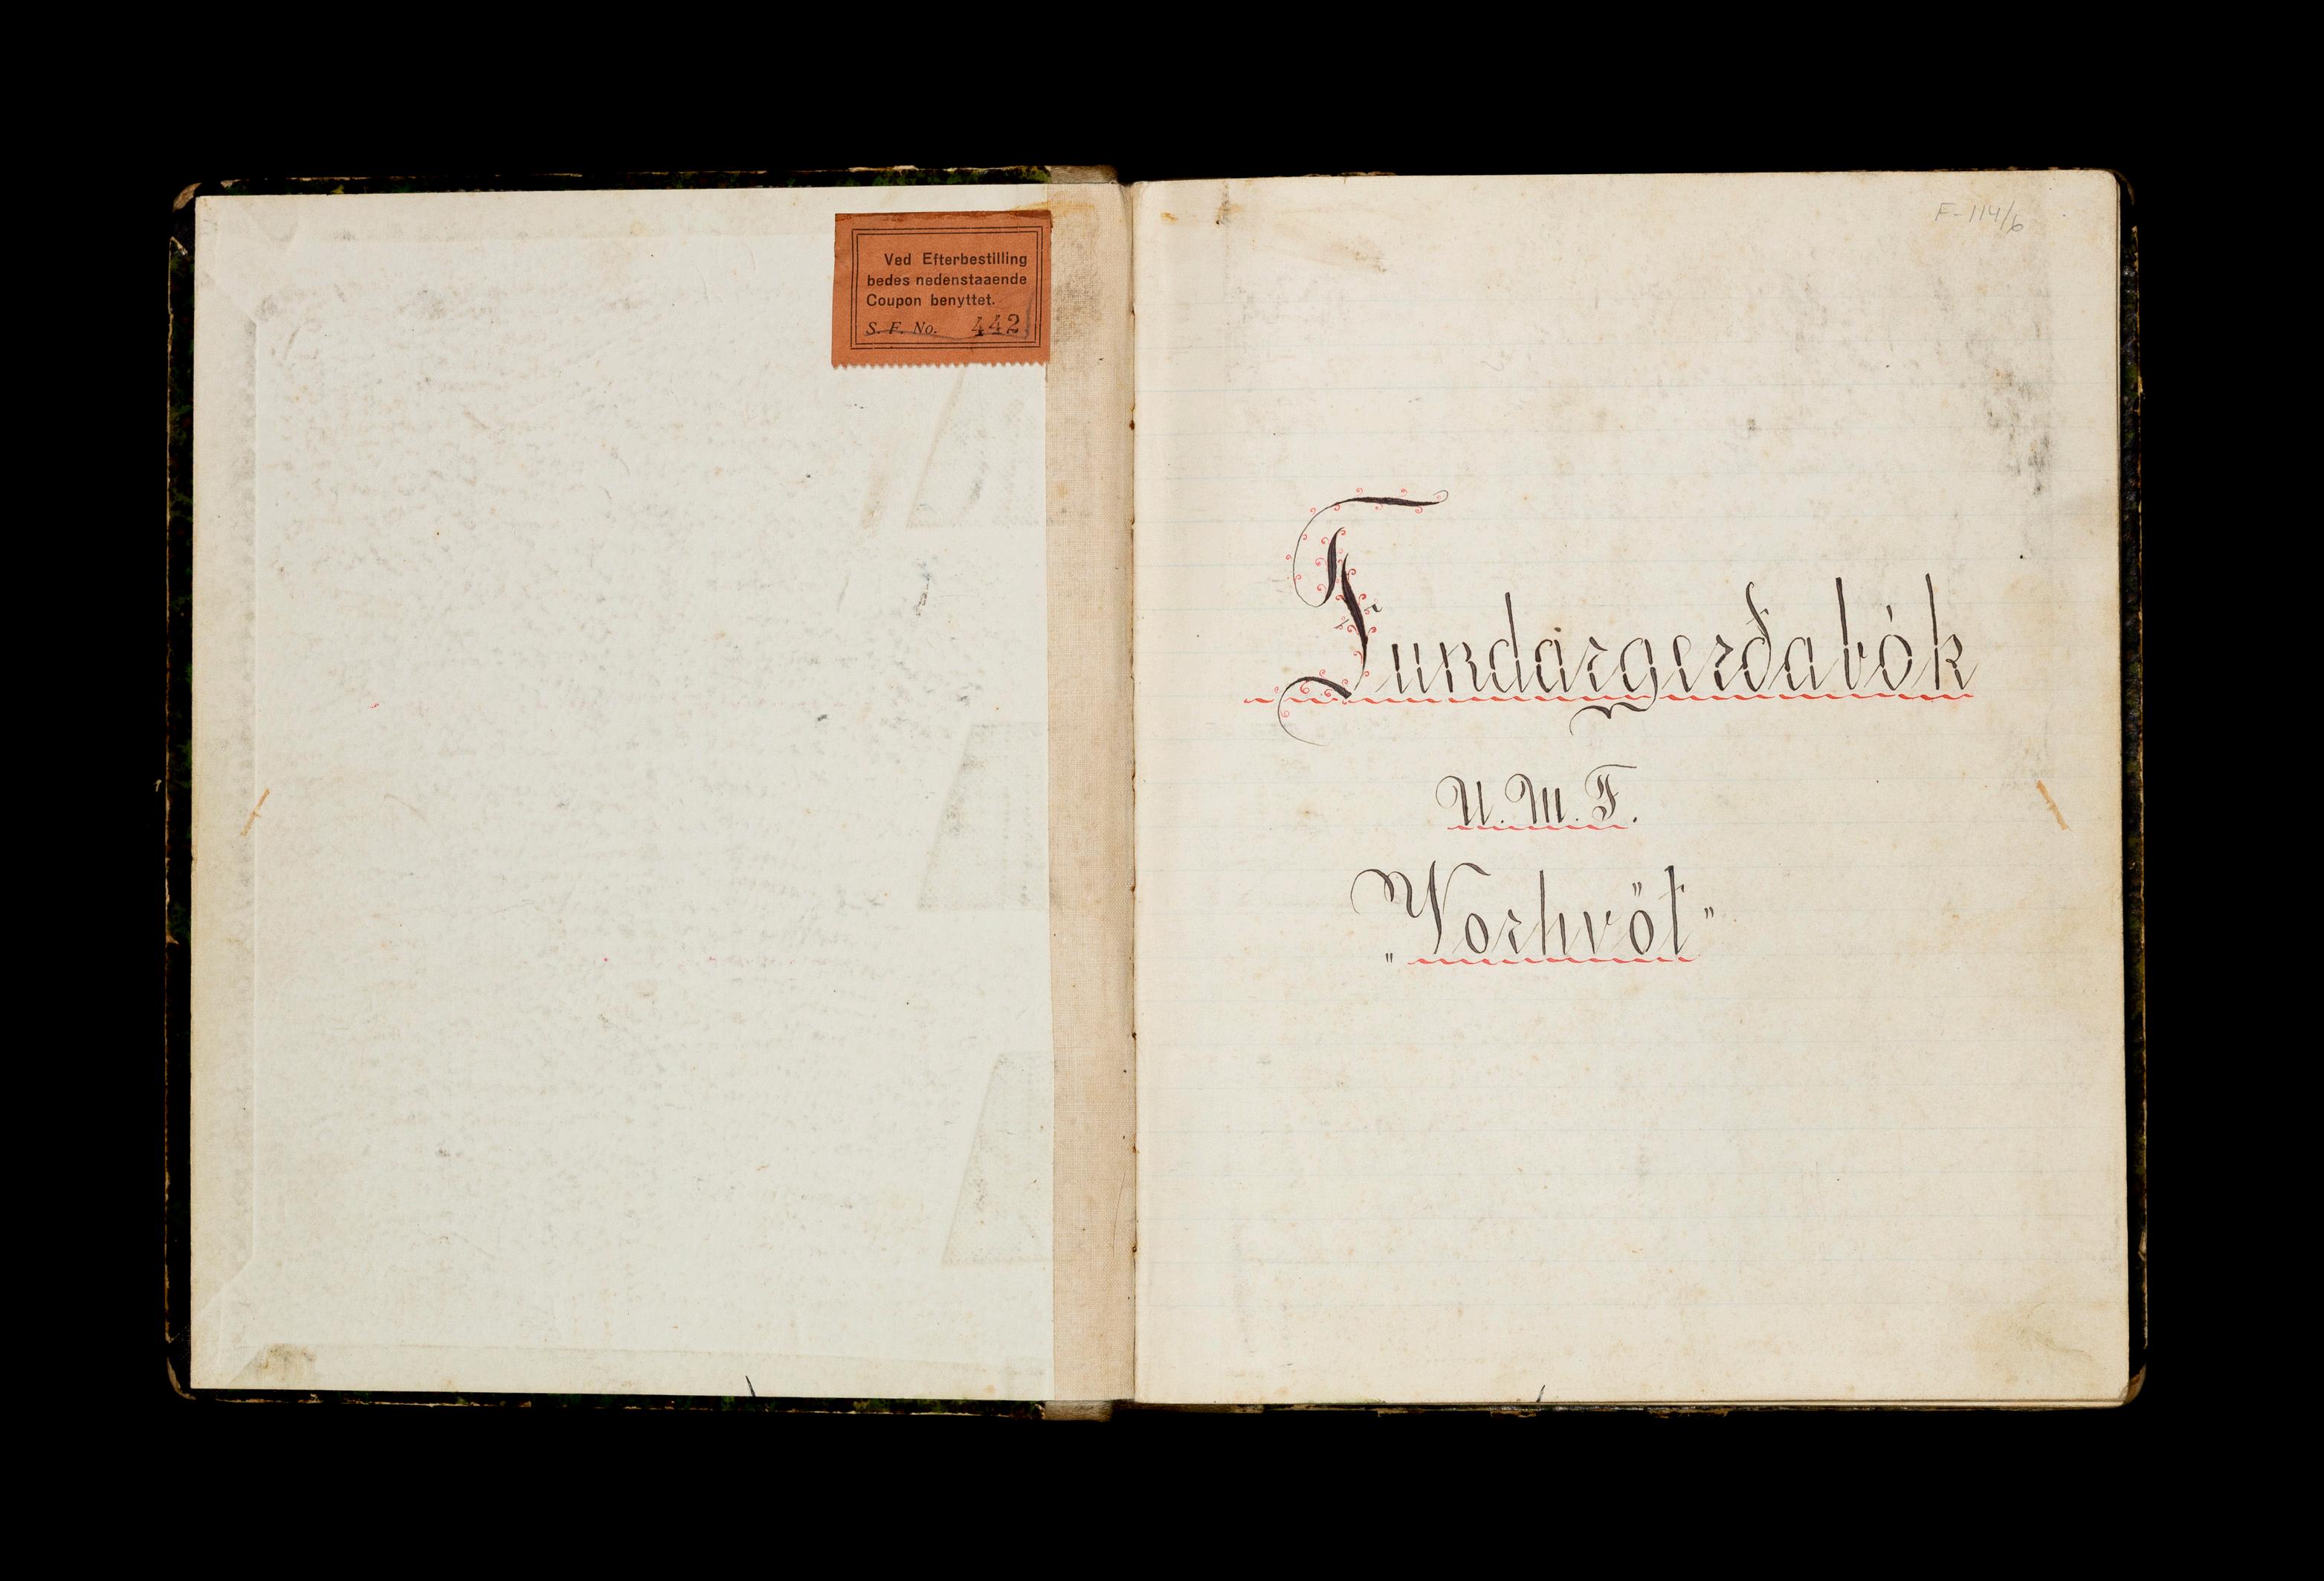 Ved Efterbestilling
bedes nedenstaaende
Coupon benyttet.
S. F. No. 442
F-114/6
Fundargerðabók
U. M. F.
„Vorhvöt"